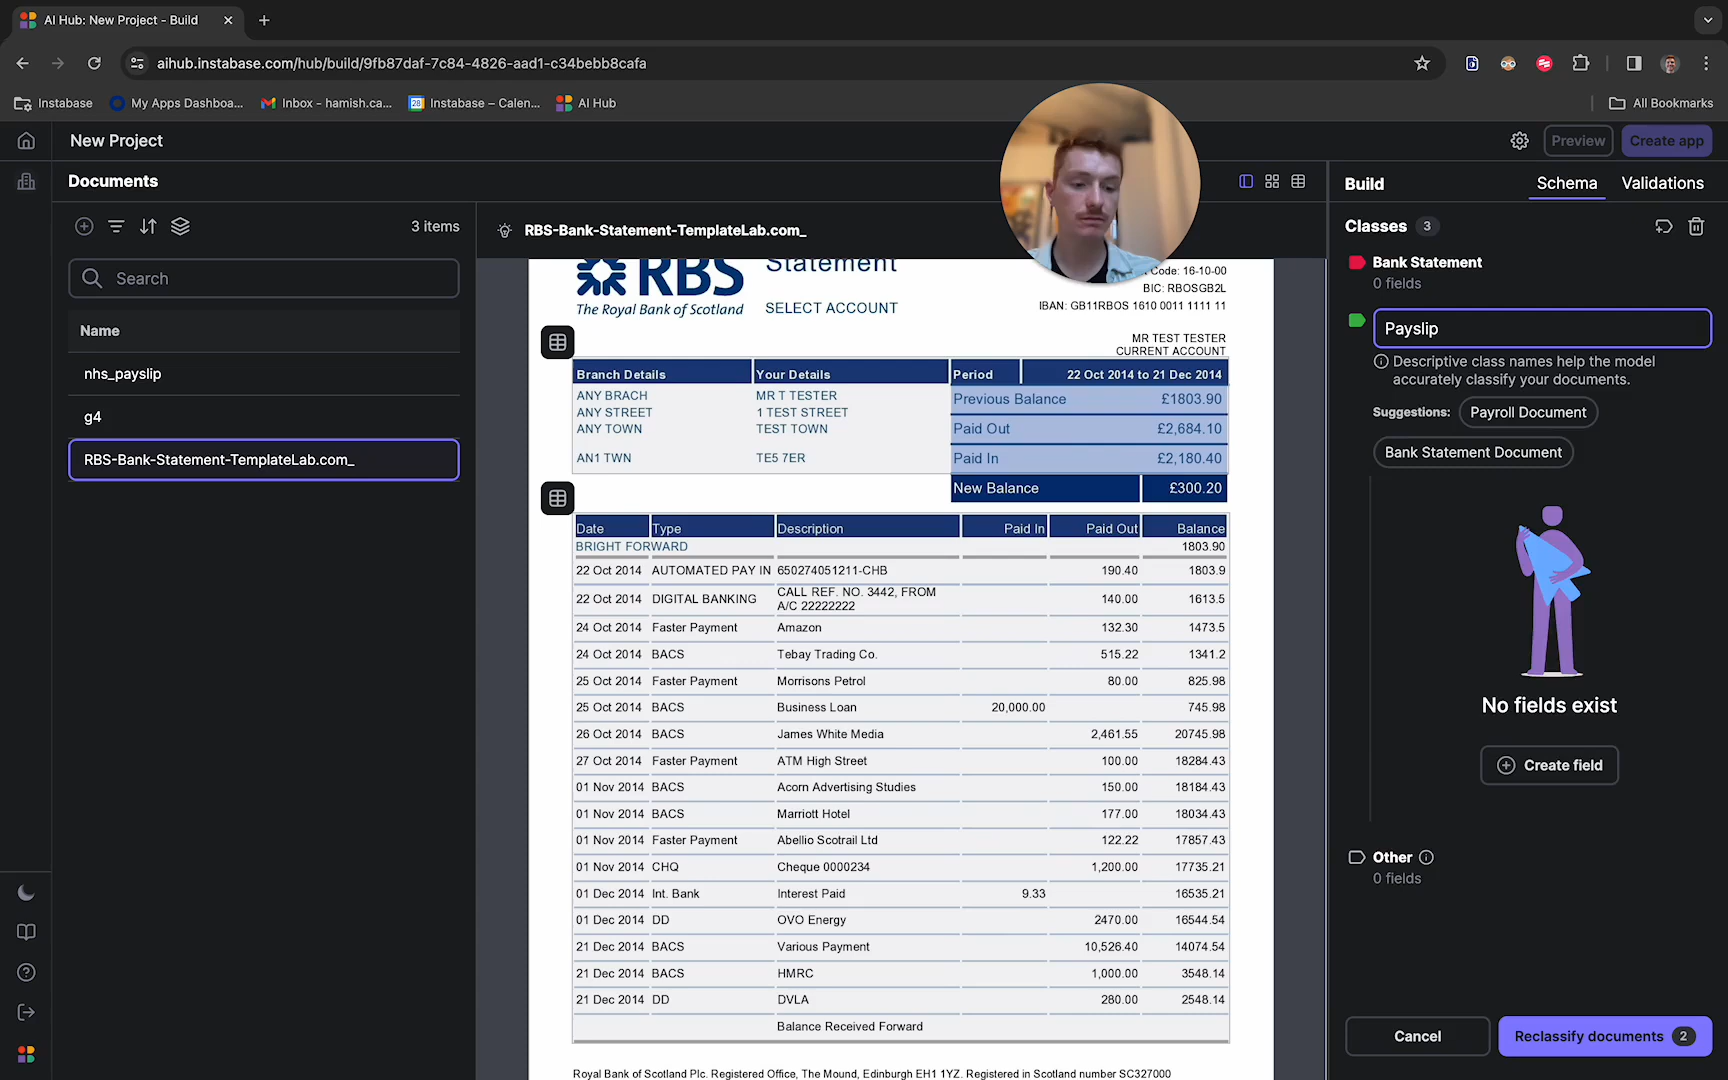 AI Hub: New Project - Build
aihub.instabase.com/hub/build/9fb87daf-7c84-4826-aad1-c34bebb8cafa
Instabase
My Apps Dashboa...
Inbox – hamish.ca...
Instabase – Calen...
AI Hub
All Bookmarks
New Project
Preview
Create app
Documents
3 items
Search
Name
nhs_payslip
g4
RBS-Bank-Statement-TemplateLab.com_
RBS-Bank-Statement-TemplateLab.com_
RBS
The Royal Bank of Scotland
Statement
SELECT ACCOUNT
Code: 16-10-00
BIC: RBOSGB2L
IBAN: GB11RBOS 1610 0011 1111 11
MR TEST TESTER
CURRENT ACCOUNT
Branch Details Your Details Period 22 Oct 2014 to 21 Dec 2014
ANY BRACH MR T TESTER Previous Balance £1803.90
ANY STREET 1 TEST STREET
ANY TOWN TEST TOWN Paid Out £2,684.10
AN1 TWN TE5 7ER Paid In £2,180.40
New Balance £300.20
Date Type Description Paid In Paid Out Balance
BRIGHT FORWARD 1803.90
22 Oct 2014 AUTOMATED PAY IN 650274051211-CHB 190.40 1803.9
22 Oct 2014 DIGITAL BANKING CALL REF. NO. 3442, FROM 140.00 1613.5
A/C 22222222
24 Oct 2014 Faster Payment Amazon 132.30 1473.5
24 Oct 2014 BACS Tebay Trading Co. 515.22 1341.2
25 Oct 2014 Faster Payment Morrisons Petrol 80.00 825.98
25 Oct 2014 BACS Business Loan 20,000.00 745.98
26 Oct 2014 BACS James White Media 2,461.55 20745.98
27 Oct 2014 Faster Payment ATM High Street 100.00 18284.43
01 Nov 2014 BACS Acorn Advertising Studies 150.00 18184.43
01 Nov 2014 BACS Marriott Hotel 177.00 18034.43
01 Nov 2014 Faster Payment Abellio Scotrail Ltd 122.22 17857.43
01 Nov 2014 CHQ Cheque 0000234 1,200.00 17735.21
01 Dec 2014 Int. Bank Interest Paid 9.33 16535.21
01 Dec 2014 DD OVO Energy 2470.00 16544.54
21 Dec 2014 BACS Various Payment 10,526.40 14074.54
21 Dec 2014 BACS HMRC 1,000.00 3548.14
21 Dec 2014 DD DVLA 280.00 2548.14
Balance Received Forward
Royal Bank of Scotland Plc. Registered Office, The Mound, Edinburgh EH1 1YZ. Registered in Scotland number SC327000
Build
Schema
Validations
Classes 3
Bank Statement
0 fields
Payslip
Descriptive class names help the model
accurately classify your documents.
Suggestions: Payroll Document
Bank Statement Document
No fields exist
Create field
Other
0 fields
Cancel
Reclassify documents 2